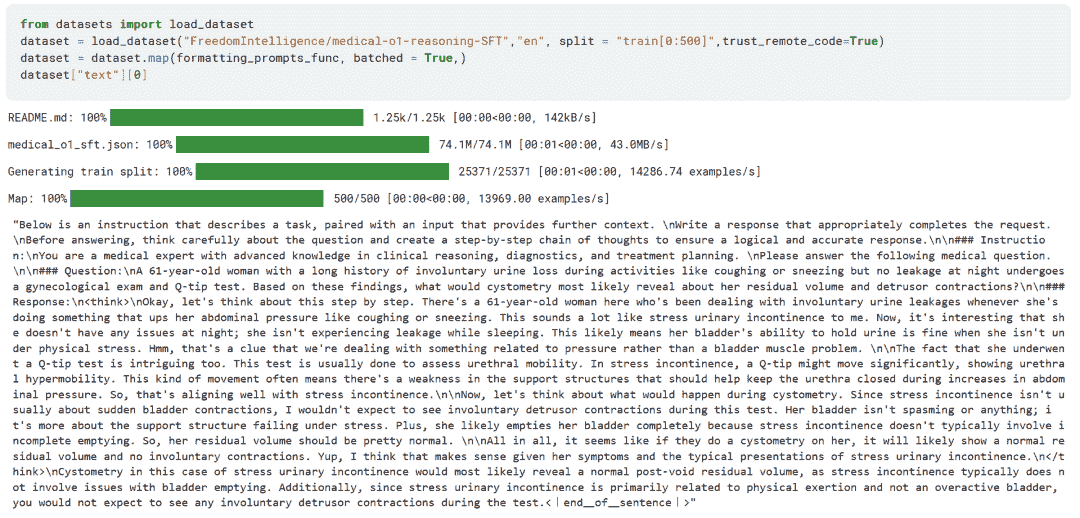 from datasets import load_dataset
dataset = load_dataset("FreedomIntelligence/medical-o1-reasoning-SFT","en", split = "train[0:500]",trust_remote_code=True)
dataset = dataset.map(formatting_prompts_func, batched = True,)
dataset["text"][0]
README.md: 100% 1.25k/1.25k [00:00<00:00, 142kB/s]
medical_o1_sft.json: 100% 74.1M/74.1M [00:01<00:00, 43.0MB/s]
Generating train split: 100% 25371/25371 [00:01<00:00, 14286.74 examples/s]
Map: 100% 500/500 [00:00<00:00, 13969.00 examples/s]
"Below is an instruction that describes a task, paired with an input that provides further context. \nWrite a response that appropriately completes the request.
\nBefore answering, think carefully about the question and create a step-by-step chain of thoughts to ensure a logical and accurate response.\n\n### Instructio
n:\nYou are a medical expert with advanced knowledge in clinical reasoning, diagnostics, and treatment planning. \nPlease answer the following medical question.
\n\n### Question:\nA 61-year-old woman with a long history of involuntary urine loss during activities like coughing or sneezing but no leakage at night undergoes
a gynecological exam and Q-tip test. Based on these findings, what would cystometry most likely reveal about her residual volume and detrusor contractions?\n\n###
Response:\n<think>\nOkay, let's think about this step by step. There's a 61-year-old woman here who's been dealing with involuntary urine leakages whenever she's
doing something that ups her abdominal pressure like coughing or sneezing. This sounds a lot like stress urinary incontinence to me. Now, it's interesting that sh
e doesn't have any issues at night; she isn't experiencing leakage while sleeping. This likely means her bladder's ability to hold urine is fine when she isn't un
der physical stress. Hmm, that's a clue that we're dealing with something related to pressure rather than a bladder muscle problem. \n\nThe fact that she underwen
t a Q-tip test is intriguing too. This test is usually done to assess urethral mobility. In stress incontinence, a Q-tip might move significantly, showing urethra
l hypermobility. This kind of movement often means there's a weakness in the support structures that should help keep the urethra closed during increases in abdom
inal pressure. So, that's aligning well with stress incontinence.\n\nNow, let's think about what would happen during cystometry. Since stress incontinence isn't u
sually about sudden bladder contractions, I wouldn't expect to see involuntary detrusor contractions during this test. Her bladder isn't spasming or anything; i
t's more about the support structure failing under stress. Plus, she likely empties her bladder completely because stress incontinence doesn't typically involve i
ncomplete emptying. So, her residual volume should be pretty normal. \n\nAll in all, it seems like if they do a cystometry on her, it will likely show a normal re
sidual volume and no involuntary contractions. Yup, I think that makes sense given her symptoms and the typical presentations of stress urinary incontinence.\n</t
hink>\nCystometry in this case of stress urinary incontinence would most likely reveal a normal post-void residual volume, as stress incontinence typically does n
ot involve issues with bladder emptying. Additionally, since stress urinary incontinence is primarily related to physical exertion and not an overactive bladder,
you would not expect to see any involuntary detrusor contractions during the test.<｜end▁of▁sentence｜>"